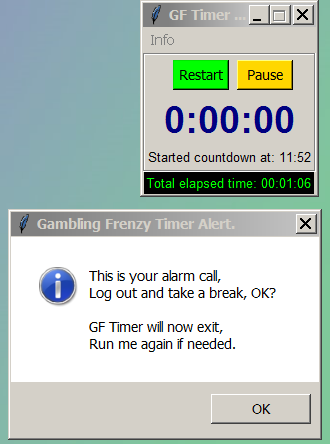 GF Timer ...
Info
Restart Pause
0:00:00
Started countdown at: 11:52
Total elapsed time: 00:01:06
Gambling Frenzy Timer Alert.
This is your alarm call,
Log out and take a break, OK?
GF Timer will now exit,
Run me again if needed.
OK